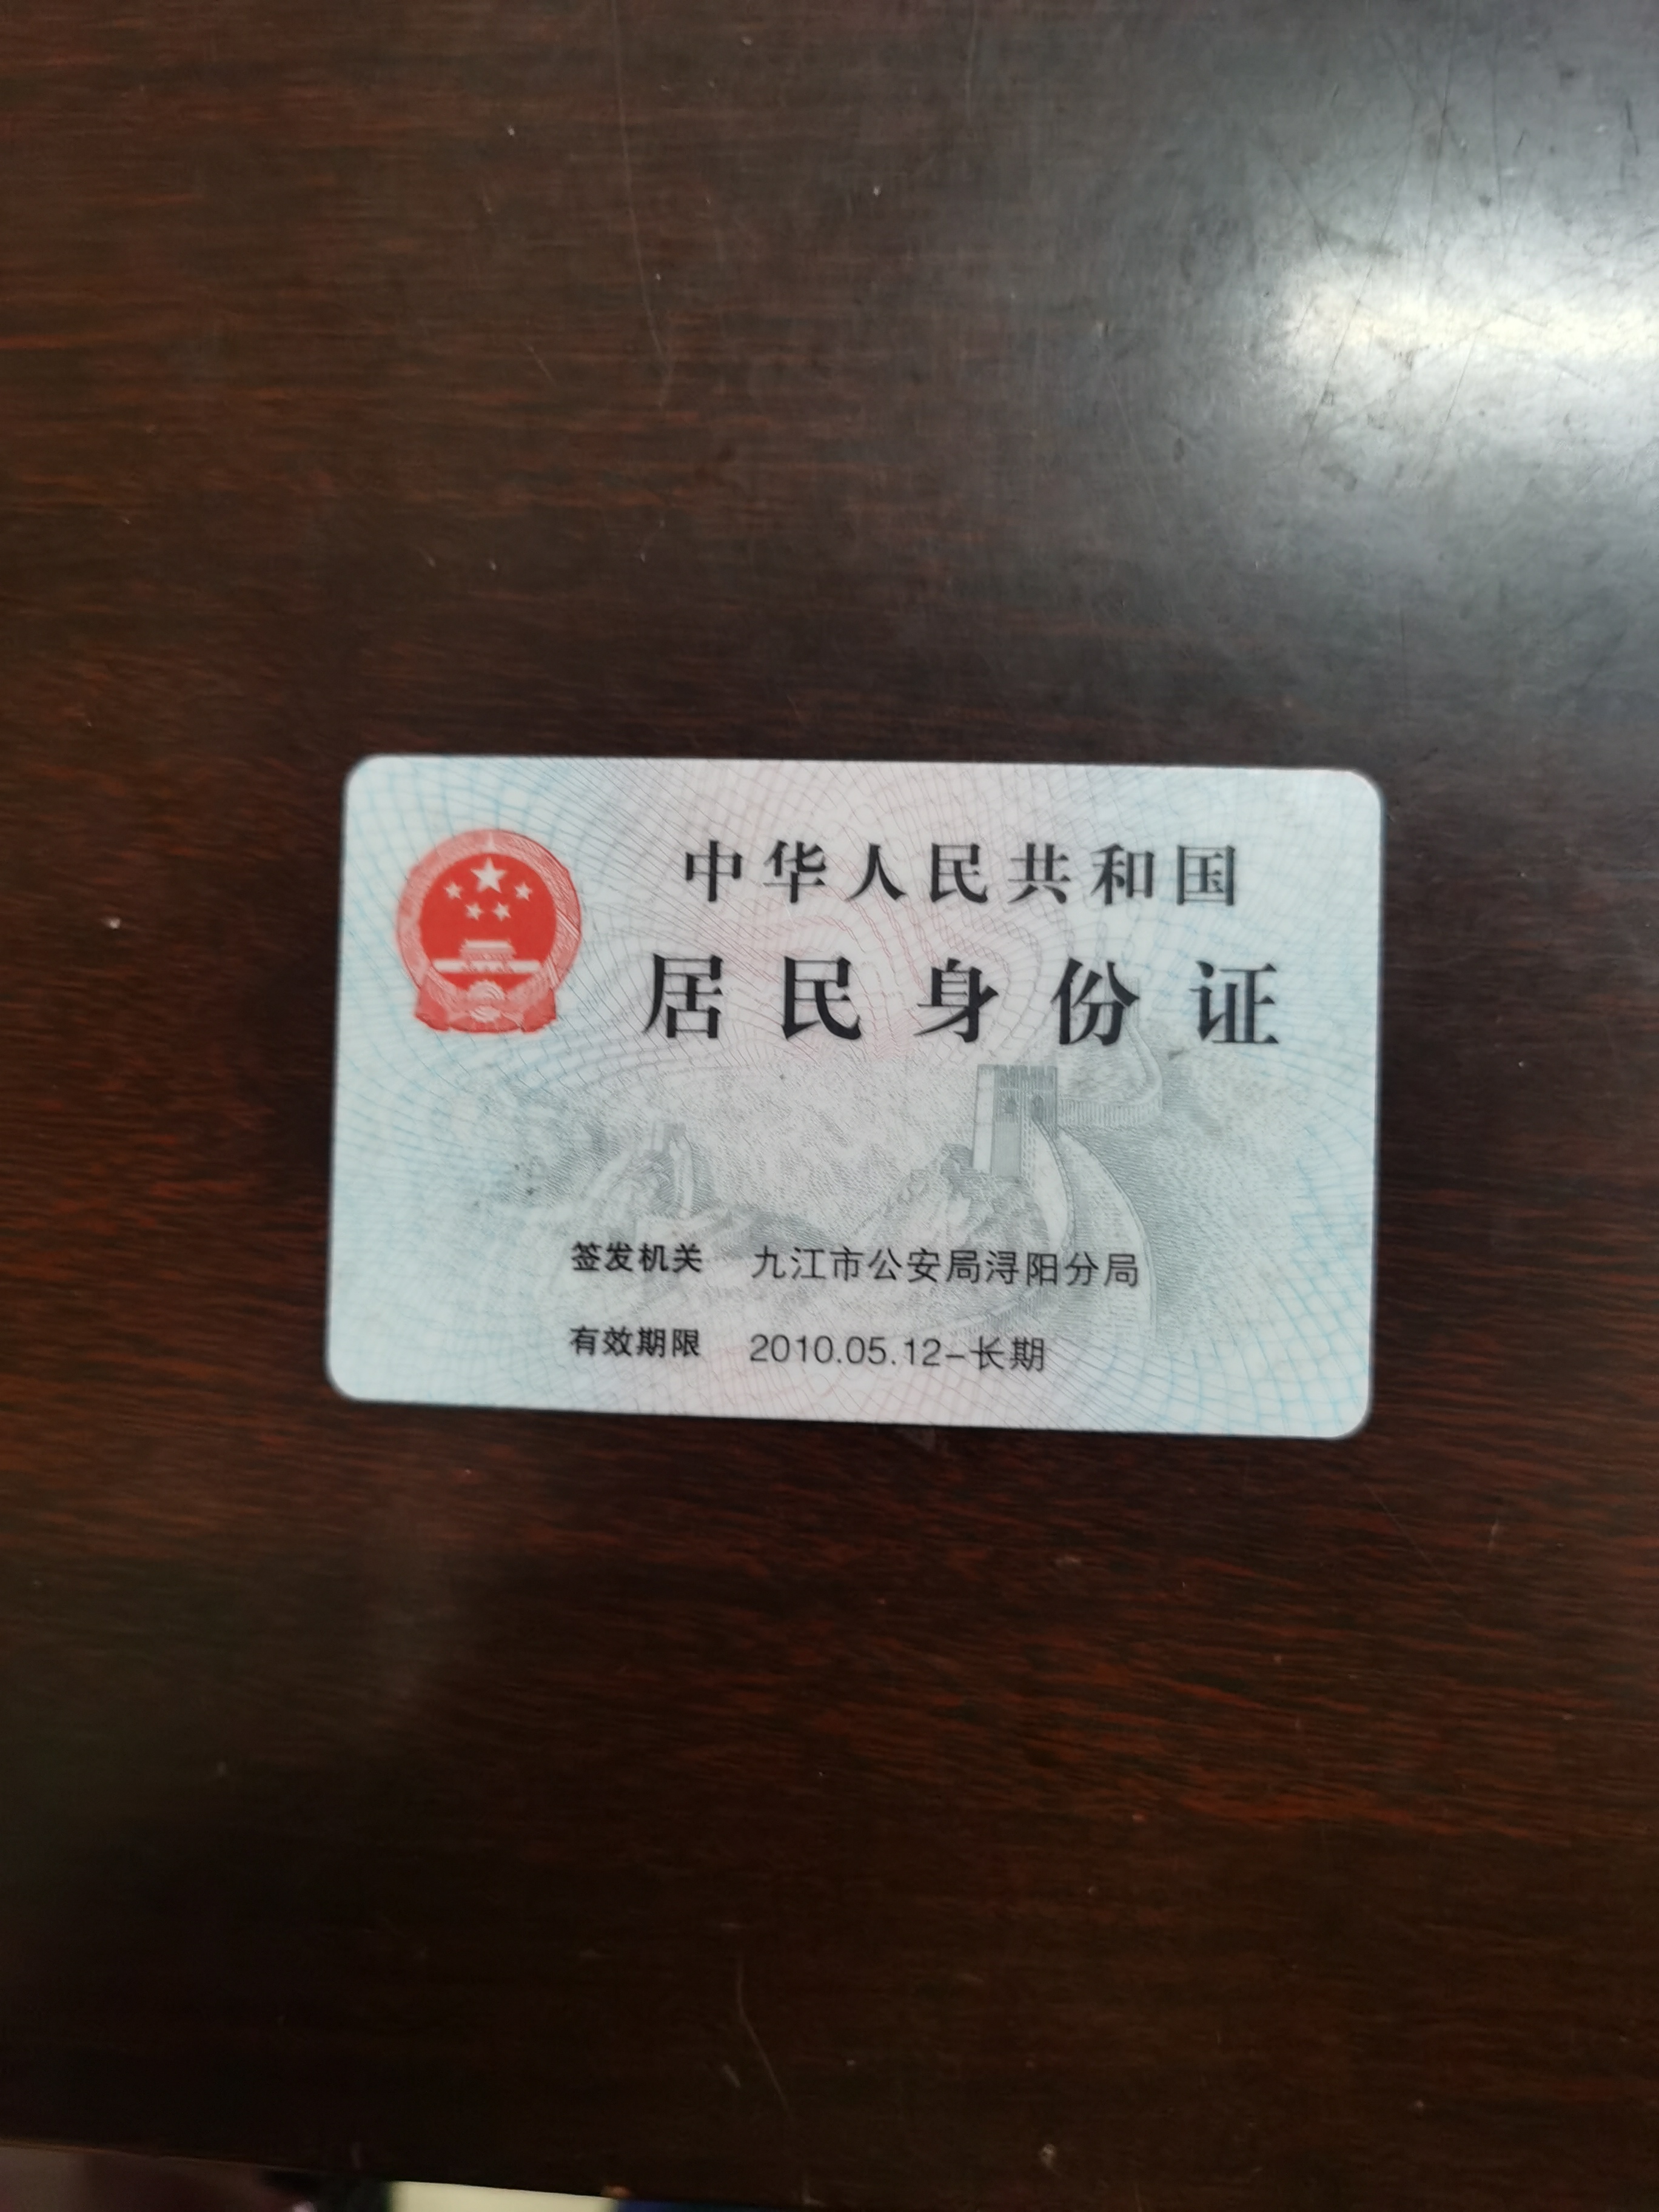 中华人民共和国
居民身份证
签发机关 九江市公安局浔阳分局
有效期限 2010.05.12-长期